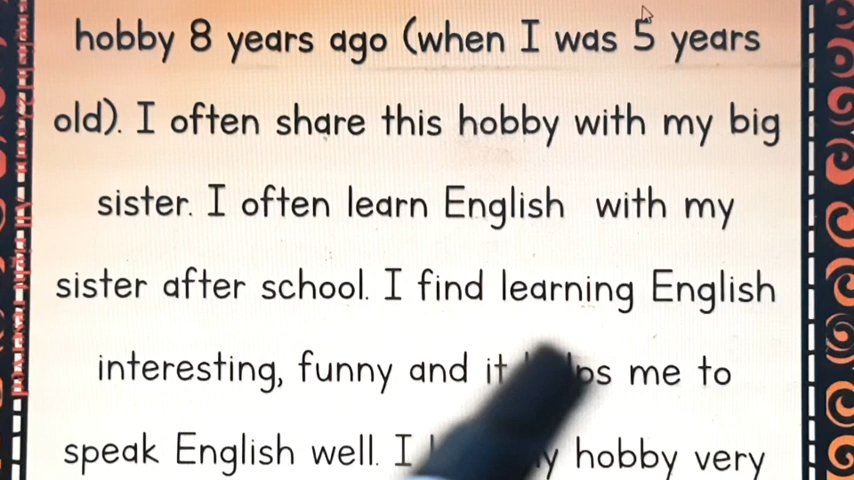 hobby 8 years ago (when I was 5 years
old). I often share this hobby with my big
sister. I often learn English with my
sister after school. I find learning English
interesting, funny and it me to
speak English well. I hobby very